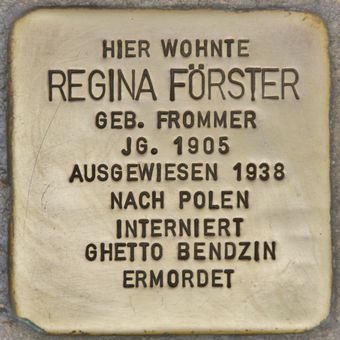 HIER WOHNTE
REGINA FÖRSTER
GEB. FROMMER
JG. 1905
AUSGEWIESEN 1938
NACH POLEN
INTERNIERT
GHETTO BENDZIN
ERMORDET